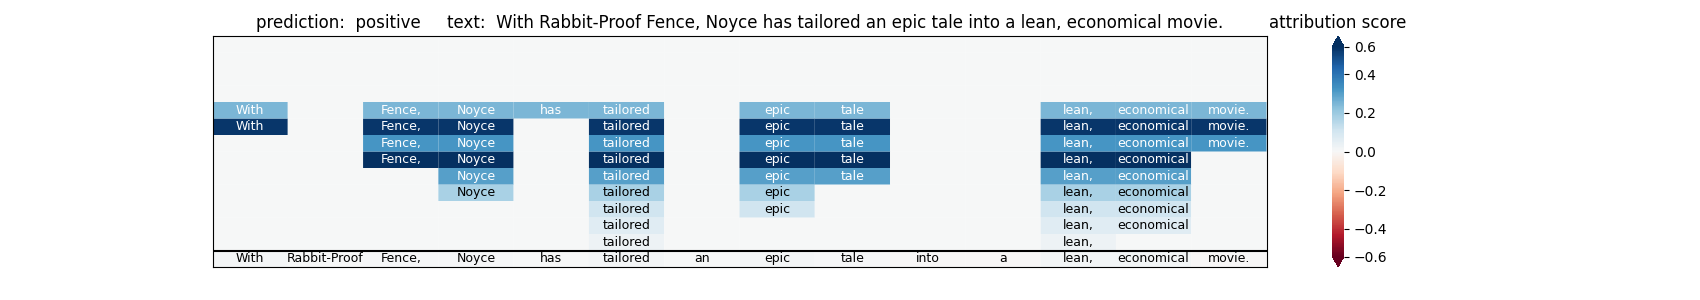 prediction: positive text: With Rabbit-Proof Fence, Noyce has tailored an epic tale into a lean, economical movie. attribution score
0.6
0.4
0.2
0.0
−0.2
−0.4
−0.6
With Fence, Noyce has tailored epic tale lean, economical movie.
With Fence, Noyce tailored epic tale lean, economical movie.
Fence, Noyce tailored epic tale lean, economical movie.
Fence, Noyce tailored epic tale lean, economical
Noyce tailored epic tale lean, economical
Noyce tailored epic lean, economical
tailored epic lean, economical
tailored lean, economical
tailored lean,
With Rabbit-Proof Fence, Noyce has tailored an epic tale into a lean, economical movie.